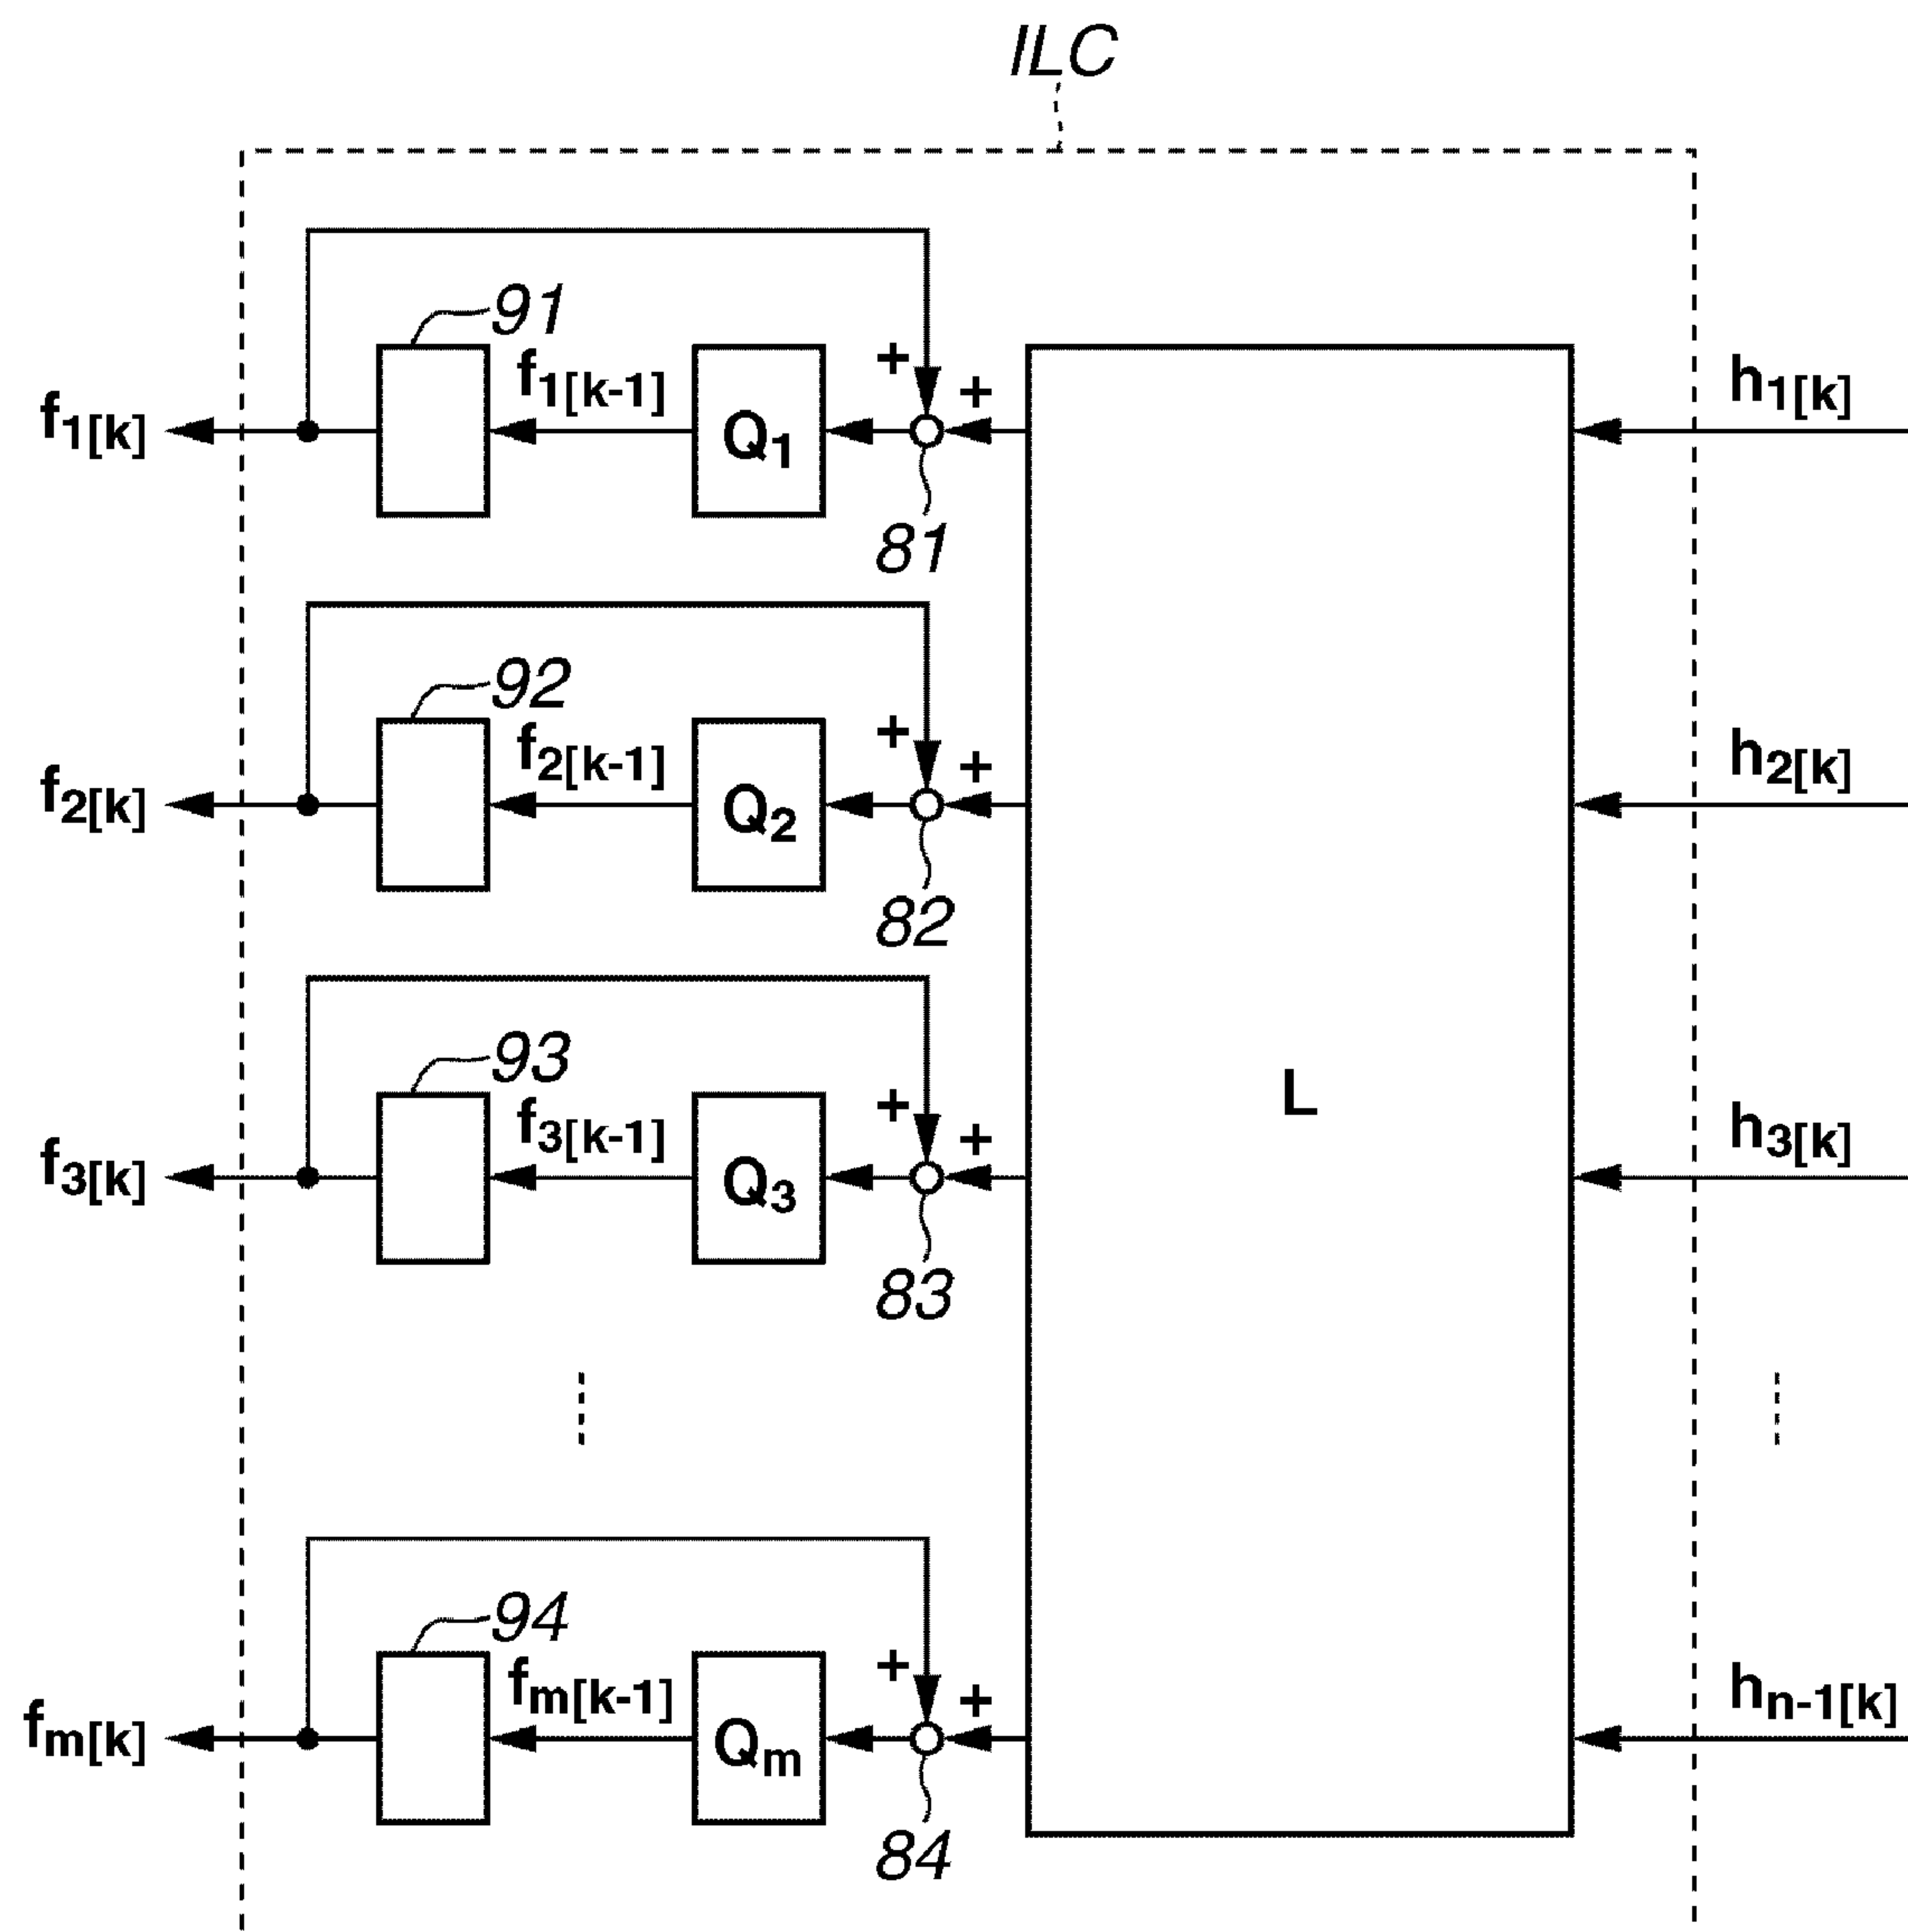 ILC
91
f1[k-1]
+
+
h1[k]
f1[k]
Q1
81
92
f2[k-1]
+
+
h2[k]
f2[k]
Q2
82
93
f3[k-1]
+
+
L
h3[k]
f3[k]
Q3
83
94
fm[k-1]
+
+
hn-1[k]
fm[k]
Qm
84